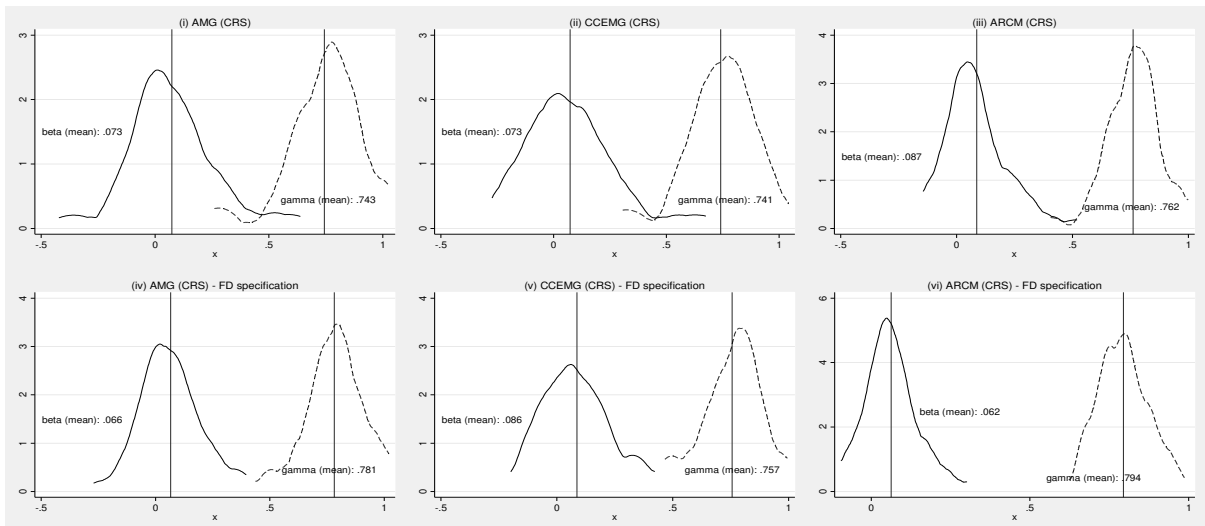 (i) AMG (CRS)
3
2
1
0
beta (mean): .073
gamma (mean): .743
-.5 0 .5 1
x
(ii) CCEMG (CRS)
3
2
1
0
beta (mean): .073
gamma (mean): .741
-.5 0 .5 1
x
(iii) ARCM (CRS)
4
3
2
1
0
beta (mean): .087
gamma (mean): .762
-.5 0 .5 1
x
(iv) AMG (CRS) - FD specification
4
3
2
1
0
beta (mean): .066
gamma (mean): .781
-.5 0 .5 1
x
(v) CCEMG (CRS) - FD specification
4
3
2
1
0
beta (mean): .086
gamma (mean): .757
-.5 0 .5 1
x
(vi) ARCM (CRS) - FD specification
6
4
2
0
beta (mean): .062
gamma (mean): .794
0 .5 1
x